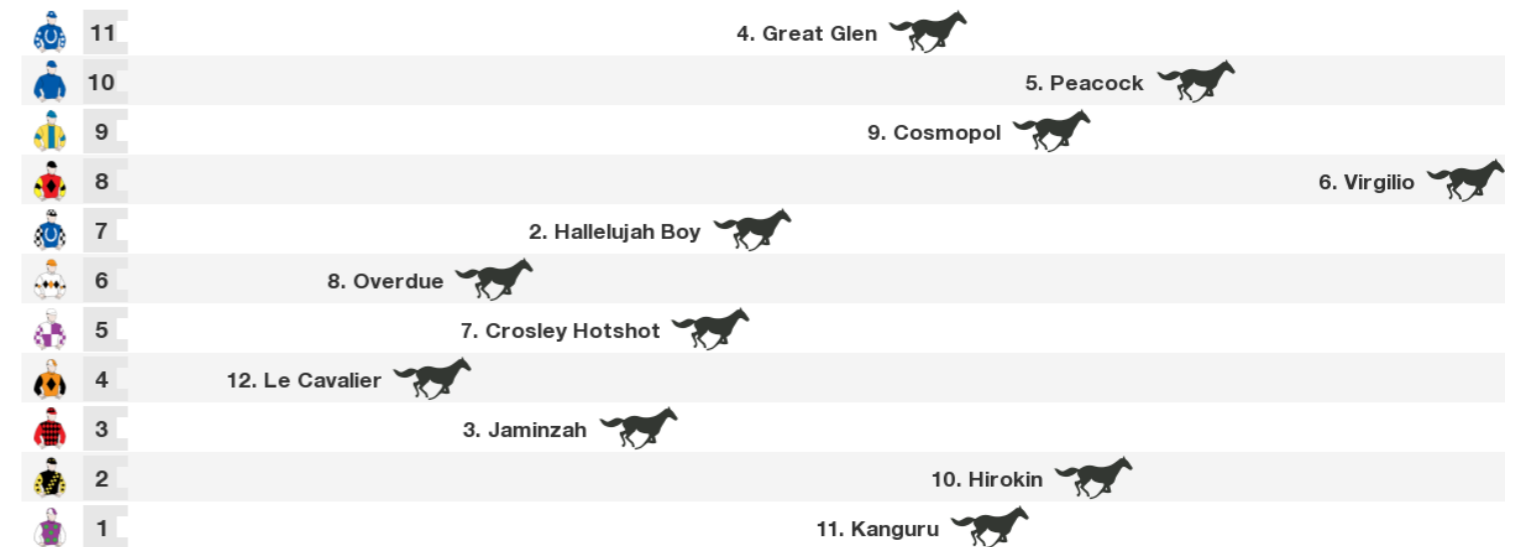 11 4. Great Glen
10 5. Peacock
9 9. Cosmopol
8 6. Virgilio
7 2. Hallelujah Boy
6 8. Overdue
5 7. Crosley Hotshot
4 12. Le Cavalier
3 3. Jaminzah
2 10. Hirokin
1 11. Kanguru